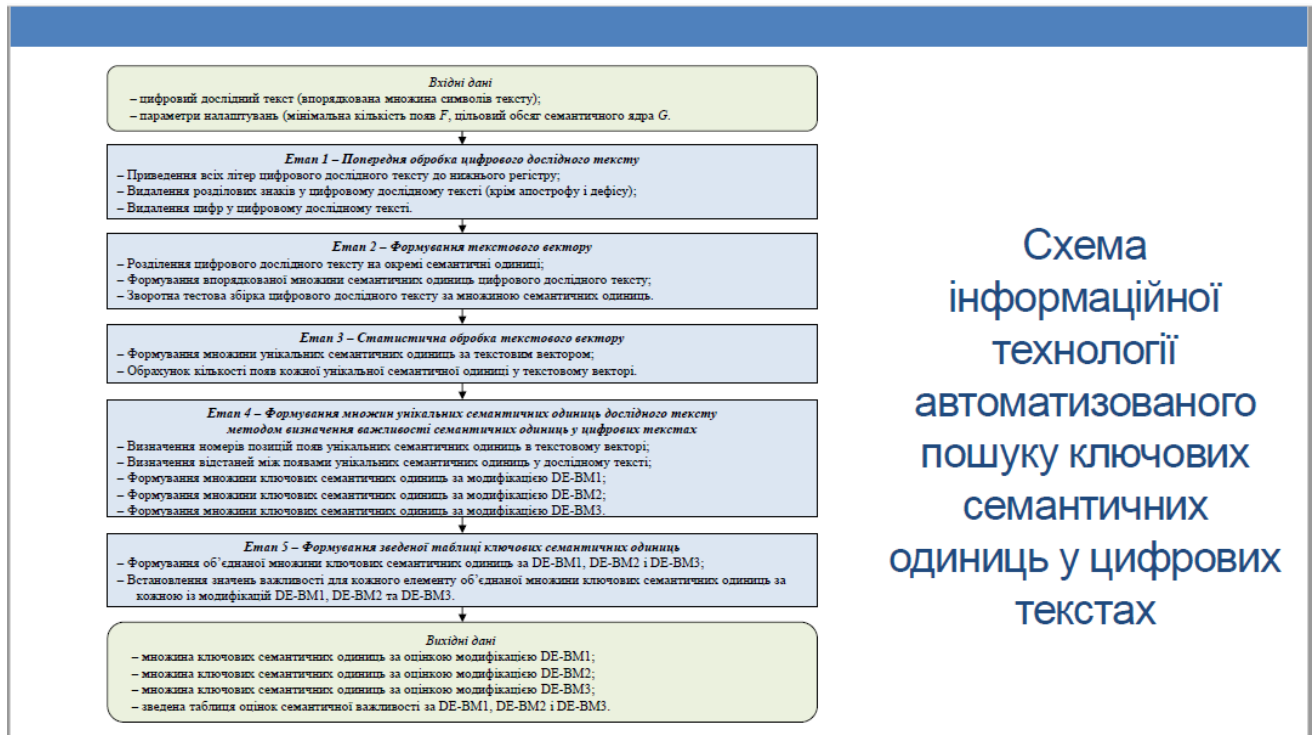 Вхідні дані
– цифровий дослідний текст (впорядкована множина символів тексту);
– параметри налаштувань (мінімальна кількість появ F, цільовий обсяг семантичного ядра G.
Етап 1 – Попередня обробка цифрового дослідного тексту
– Приведення всіх літер цифрового дослідного тексту до нижнього регістру;
– Видалення розділових знаків у цифровому дослідному тексті (крім апострофу і дефісу);
– Видалення цифр у цифровому дослідному тексті.
Етап 2 – Формування текстового вектору
– Розділення цифрового дослідного тексту на окремі семантичні одиниці;
– Формування впорядкованої множини семантичних одиниць цифрового дослідного тексту;
– Зворотна тестова збірка цифрового дослідного тексту за множиною семантичних одиниць.
Етап 3 – Статистична обробка текстового вектору
– Формування множини унікальних семантичних одиниць за текстовим вектором;
– Обрахунок кількості появ кожної унікальної семантичної одиниці у текстовому векторі.
Етап 4 – Формування множин унікальних семантичних одиниць дослідного тексту
методом визначення важливості семантичних одиниць у цифрових текстах
– Визначення номерів позицій появ унікальних семантичних одиниць в текстовому векторі;
– Визначення відстаней між появами унікальних семантичних одиниць у дослідному тексті;
– Формування множини ключових семантичних одиниць за модифікацією DE-BM1;
– Формування множини ключових семантичних одиниць за модифікацією DE-BM2;
– Формування множини ключових семантичних одиниць за модифікацією DE-BM3.
Етап 5 – Формування зведеної таблиці ключових семантичних одиниць
– Формування об’єднаної множини ключових семантичних одиниць за DE-BM1, DE-BM2 і DE-BM3;
– Встановлення значень важливості для кожного елементу об’єднаної множини ключових семантичних одиниць за
кожною із модифікацій DE-BM1, DE-BM2 та DE-BM3.
Вихідні дані
– множина ключових семантичних одиниць за оцінкою модифікацією DE-BM1;
– множина ключових семантичних одиниць за оцінкою модифікацією DE-BM2;
– множина ключових семантичних одиниць за оцінкою модифікацією DE-BM3;
– зведена таблиця оцінок семантичної важливості за DE-BM1, DE-BM2 і DE-BM3.
Схема
інформаційної
технології
автоматизованого
пошуку ключових
семантичних
одиниць у цифрових
текстах